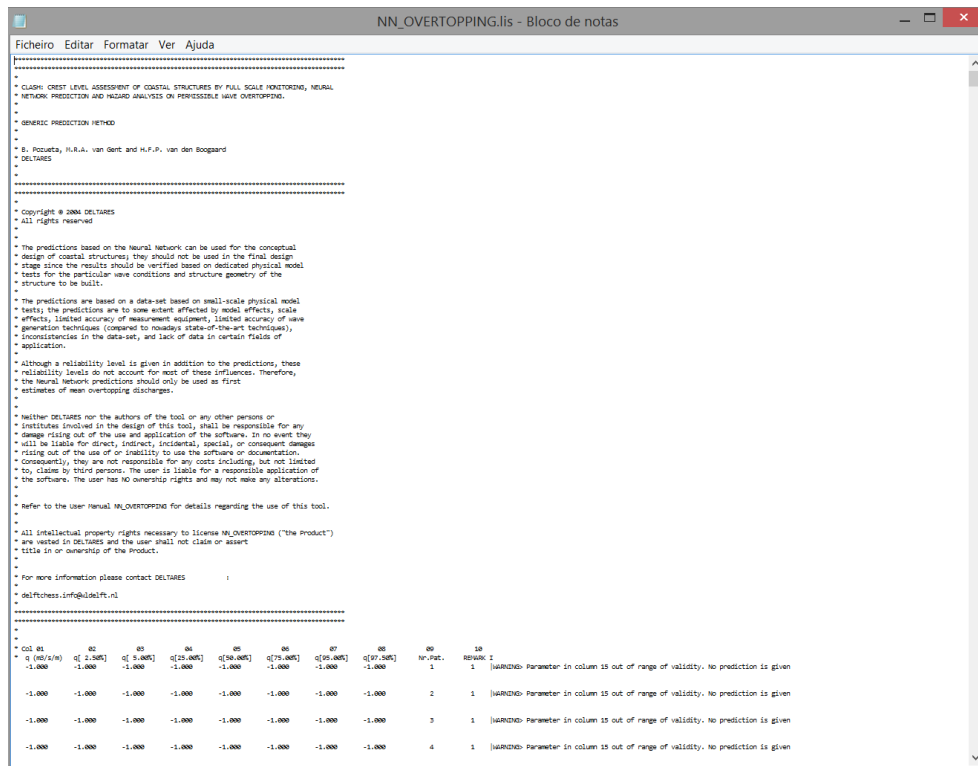 NN_OVERTOPPING.lis - Bloco de notas
Ficheiro Editar Formatar Ver Ajuda
****************************************************************************************
****************************************************************************************
*
* CLASH: CREST LEVEL ASSESSMENT OF COASTAL STRUCTURES BY FULL SCALE MONITORING, NEURAL
* NETWORK PREDICTION AND HAZARD ANALYSIS ON PERMISSIBLE WAVE OVERTOPPING.
*
*
* GENERIC PREDICTION METHOD
*
*
* B. Pozueta, M.R.A. van Gent and H.F.P. van den Boogaard
* DELTARES
*
*
****************************************************************************************
****************************************************************************************
*
* Copyright © 2004 DELTARES
* All rights reserved
*
*
* The predictions based on the Neural Network can be used for the conceptual
* design of coastal structures; they should not be used in the final design
* stage since the results should be verified based on dedicated physical model
* tests for the particular wave conditions and structure geometry of the
* structure to be built.
*
* The predictions are based on a data-set based on small-scale physical model
* tests; the predictions are to some extent affected by model effects, scale
* effects, limited accuracy of measurement equipment, limited accuracy of wave
* generation techniques (compared to nowadays state-of-the-art techniques),
* inconsistencies in the data-set, and lack of data in certain fields of
* application.
*
* Although a reliability level is given in addition to the predictions, these
* reliability levels do not account for most of these influences. Therefore,
* the Neural Network predictions should only be used as first
* estimates of mean overtopping discharges.
*
*
* Neither DELTARES nor the authors of the tool or any other persons or
* institutes involved in the design of this tool, shall be responsible for any
* damage rising out of the use and application of the software. In no event they
* will be liable for direct, indirect, incidental, special, or consequent damages
* rising out of the use of or inability to use the software or documentation.
* Consequently, they are not responsible for any costs including, but not limited
* to, claims by third persons. The user is liable for a responsible application of
* the software. The user has NO ownership rights and may not make any alterations.
*
*
* Refer to the User Manual NN_OVERTOPPING for details regarding the use of this tool.
*
*
* All intellectual property rights necessary to license NN_OVERTOPPING ("the Product")
* are vested in DELTARES and the user shall not claim or assert
* title in or ownership of the Product.
*
*
* For more information please contact DELTARES :
*
* delftchess.info@wldelft.nl
*
****************************************************************************************
****************************************************************************************
*
*
* Col 01 02 03 04 05 06 07 08 09 10
* q (m3/s/m) q[ 2.50%] q[ 5.00%] q[25.00%] q[50.00%] q[75.00%] q[95.00%] q[97.50%] Nr.Pat. REMARK I
-1.000 -1.000 -1.000 -1.000 -1.000 -1.000 -1.000 -1.000 1 1 |WARNING> Parameter in column 15 out of range of validity. No prediction is given
-1.000 -1.000 -1.000 -1.000 -1.000 -1.000 -1.000 -1.000 2 1 |WARNING> Parameter in column 15 out of range of validity. No prediction is given
-1.000 -1.000 -1.000 -1.000 -1.000 -1.000 -1.000 -1.000 3 1 |WARNING> Parameter in column 15 out of range of validity. No prediction is given
-1.000 -1.000 -1.000 -1.000 -1.000 -1.000 -1.000 -1.000 4 1 |WARNING> Parameter in column 15 out of range of validity. No prediction is given